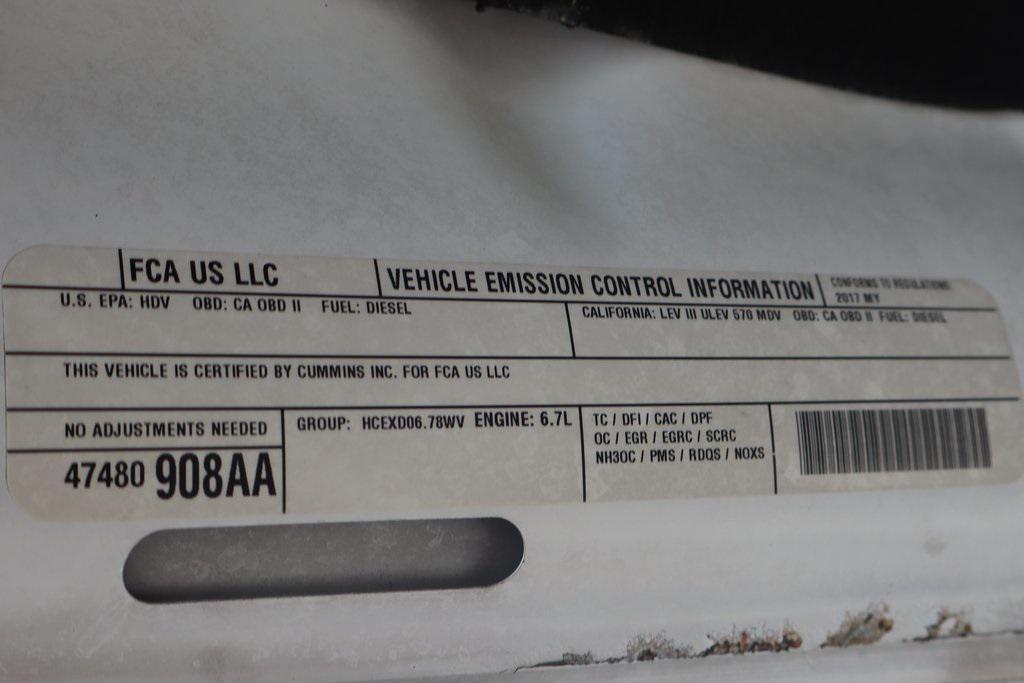 FCA US LLC
VEHICLE EMISSION CONTROL INFORMATION
CONFORMS TO REGULATIONS:
2017 MY
U.S. EPA: HDV OBD: CA OBD II FUEL: DIESEL
CALIFORNIA: LEV III ULEV 570 MDV OBD: CA OBD II FUEL: DIESEL
THIS VEHICLE IS CERTIFIED BY CUMMINS INC. FOR FCA US LLC
NO ADJUSTMENTS NEEDED
47480 908AA
GROUP: HCEXD06.78WV ENGINE: 6.7L
TC / DFI / CAC / DPF
OC / EGR / EGRC / SCRC
NH3OC / PMS / RDQS / NOXS